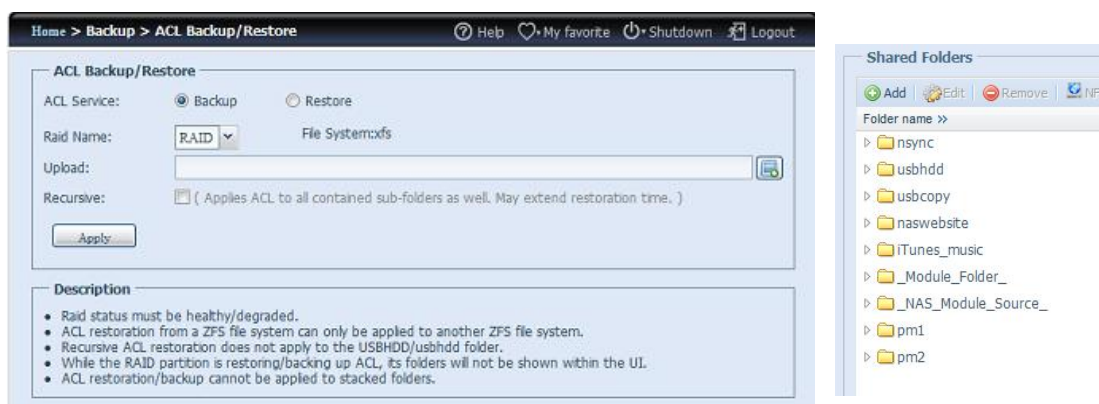 Home > Backup > ACL Backup/Restore Help My favorite Shutdown Logout
ACL Backup/Restore
ACL Service: Backup Restore
Raid Name: RAID File System:xfs
Upload:
Recursive: ( Applies ACL to all contained sub-folders as well. May extend restoration time. )
Apply
Description
Raid status must be healthy/degraded.
ACL restoration from a ZFS file system can only be applied to another ZFS file system.
Recursive ACL restoration does not apply to the USBHDD/usbhdd folder.
While the RAID partition is restoring/backing up ACL, its folders will not be shown within the UI.
ACL restoration/backup cannot be applied to stacked folders.
Shared Folders
Add Edit Remove NF
Folder name »
nsync
usbhdd
usbcopy
naswebsite
iTunes_music
_Module_Folder_
_NAS_Module_Source_
pm1
pm2